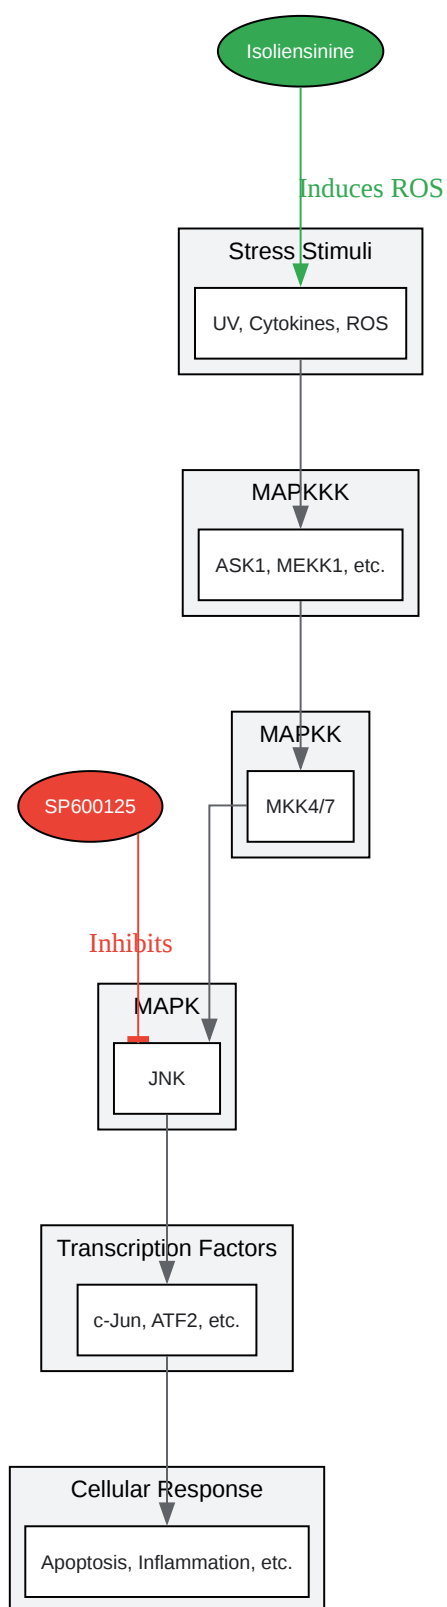 Isoliensinine
Induces ROS
Stress Stimuli
UV, Cytokines, ROS
MAPKKK
ASK1, MEKK1, etc.
MAPKK
MKK4/7
SP600125
Inhibits
MAPK
JNK
Transcription Factors
c-Jun, ATF2, etc.
Cellular Response
Apoptosis, Inflammation, etc.